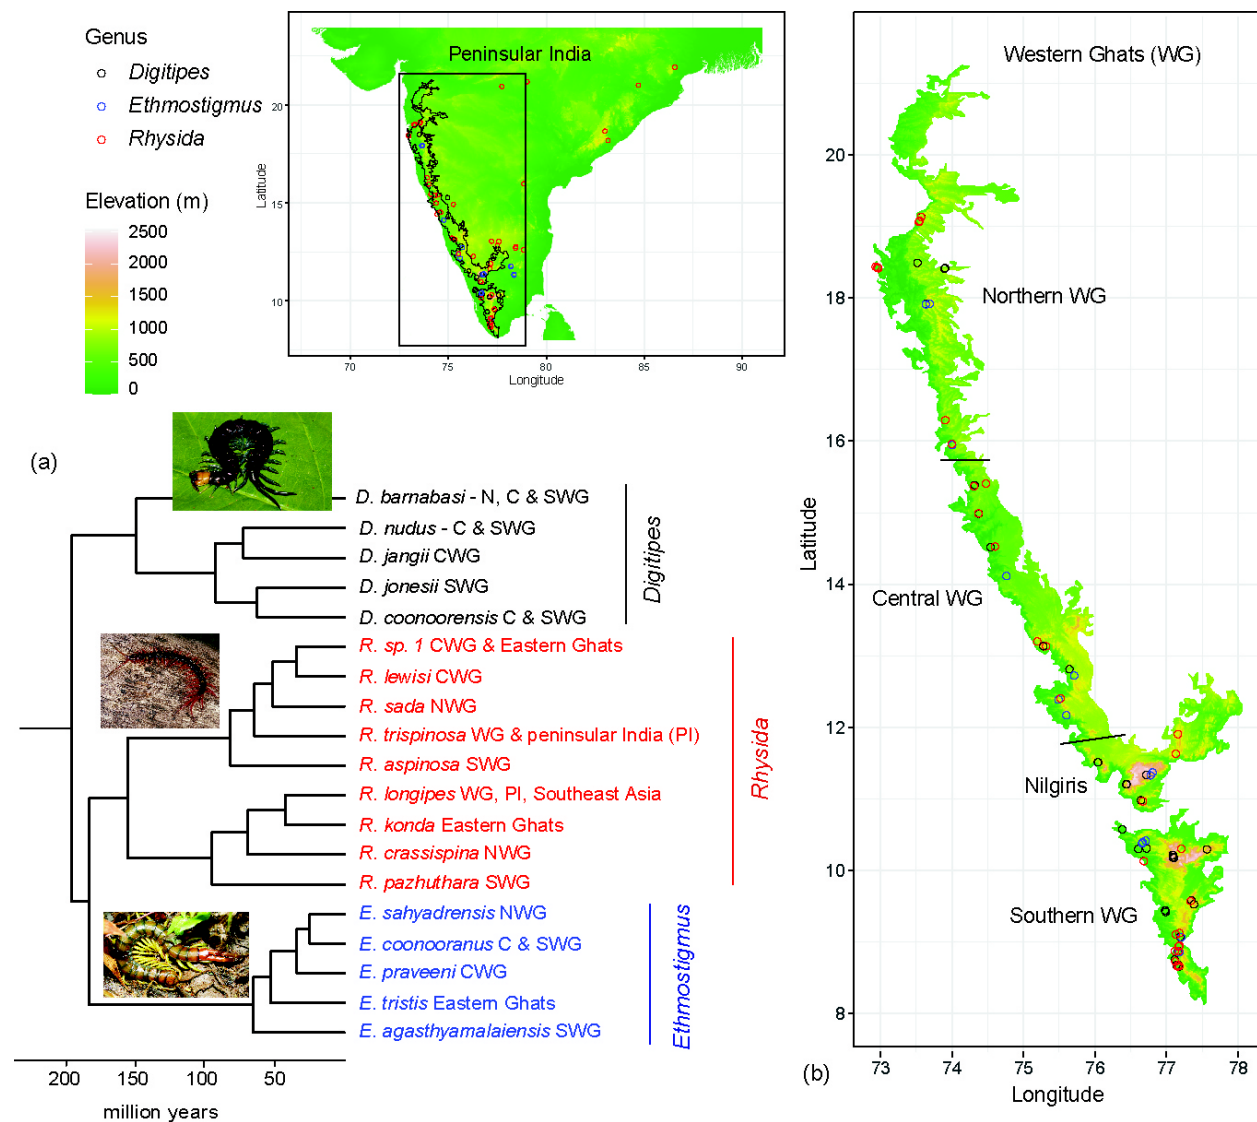 Genus
Digitipes
Ethmostigmus
Rhysida
Elevation (m)
2500
2000
1500
1000
500
0
Peninsular India
Latitude
20
15
10
70
75
80
85
90
Longitude
(a)
D. barnabasi - N, C & SWG
D. nudus - C & SWG
D. jangii CWG
D. jonesii SWG
D. coonoorensis C & SWG
Digitipes
R. sp. 1 CWG & Eastern Ghats
R. lewisi CWG
R. sada NWG
R. trispinosa WG & peninsular India (PI)
R. aspinosa SWG
R. longipes WG, PI, Southeast Asia
R. konda Eastern Ghats
R. crassispina NWG
R. pazhuthara SWG
Rhysida
E. sahyadrensis NWG
E. coonooranus C & SWG
E. praveeni CWG
E. tristis Eastern Ghats
E. agasthyamalaiensis SWG
Ethmostigmus
200
150
100
50
million years
Western Ghats (WG)
20
18
16
14
12
10
8
Latitude
Northern WG
Central WG
Nilgiris
Southern WG
73
74
75
76
77
78
Longitude
(b)